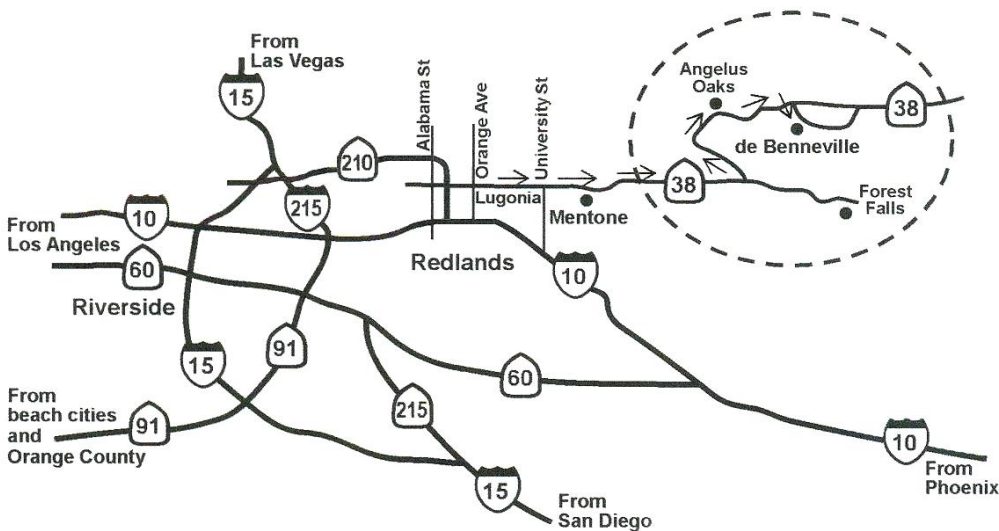 From
Las Vegas
15
Alabama St
Orange Ave
University St
Angelus
Oaks
38
de Benneville
210
Lugonia
38
Mentone
Forest
Falls
From
Los Angeles
10
215
Redlands
10
60
Riverside
15
91
60
215
From
beach cities
and
Orange County
91
10
From
Phoenix
15
From
San Diego